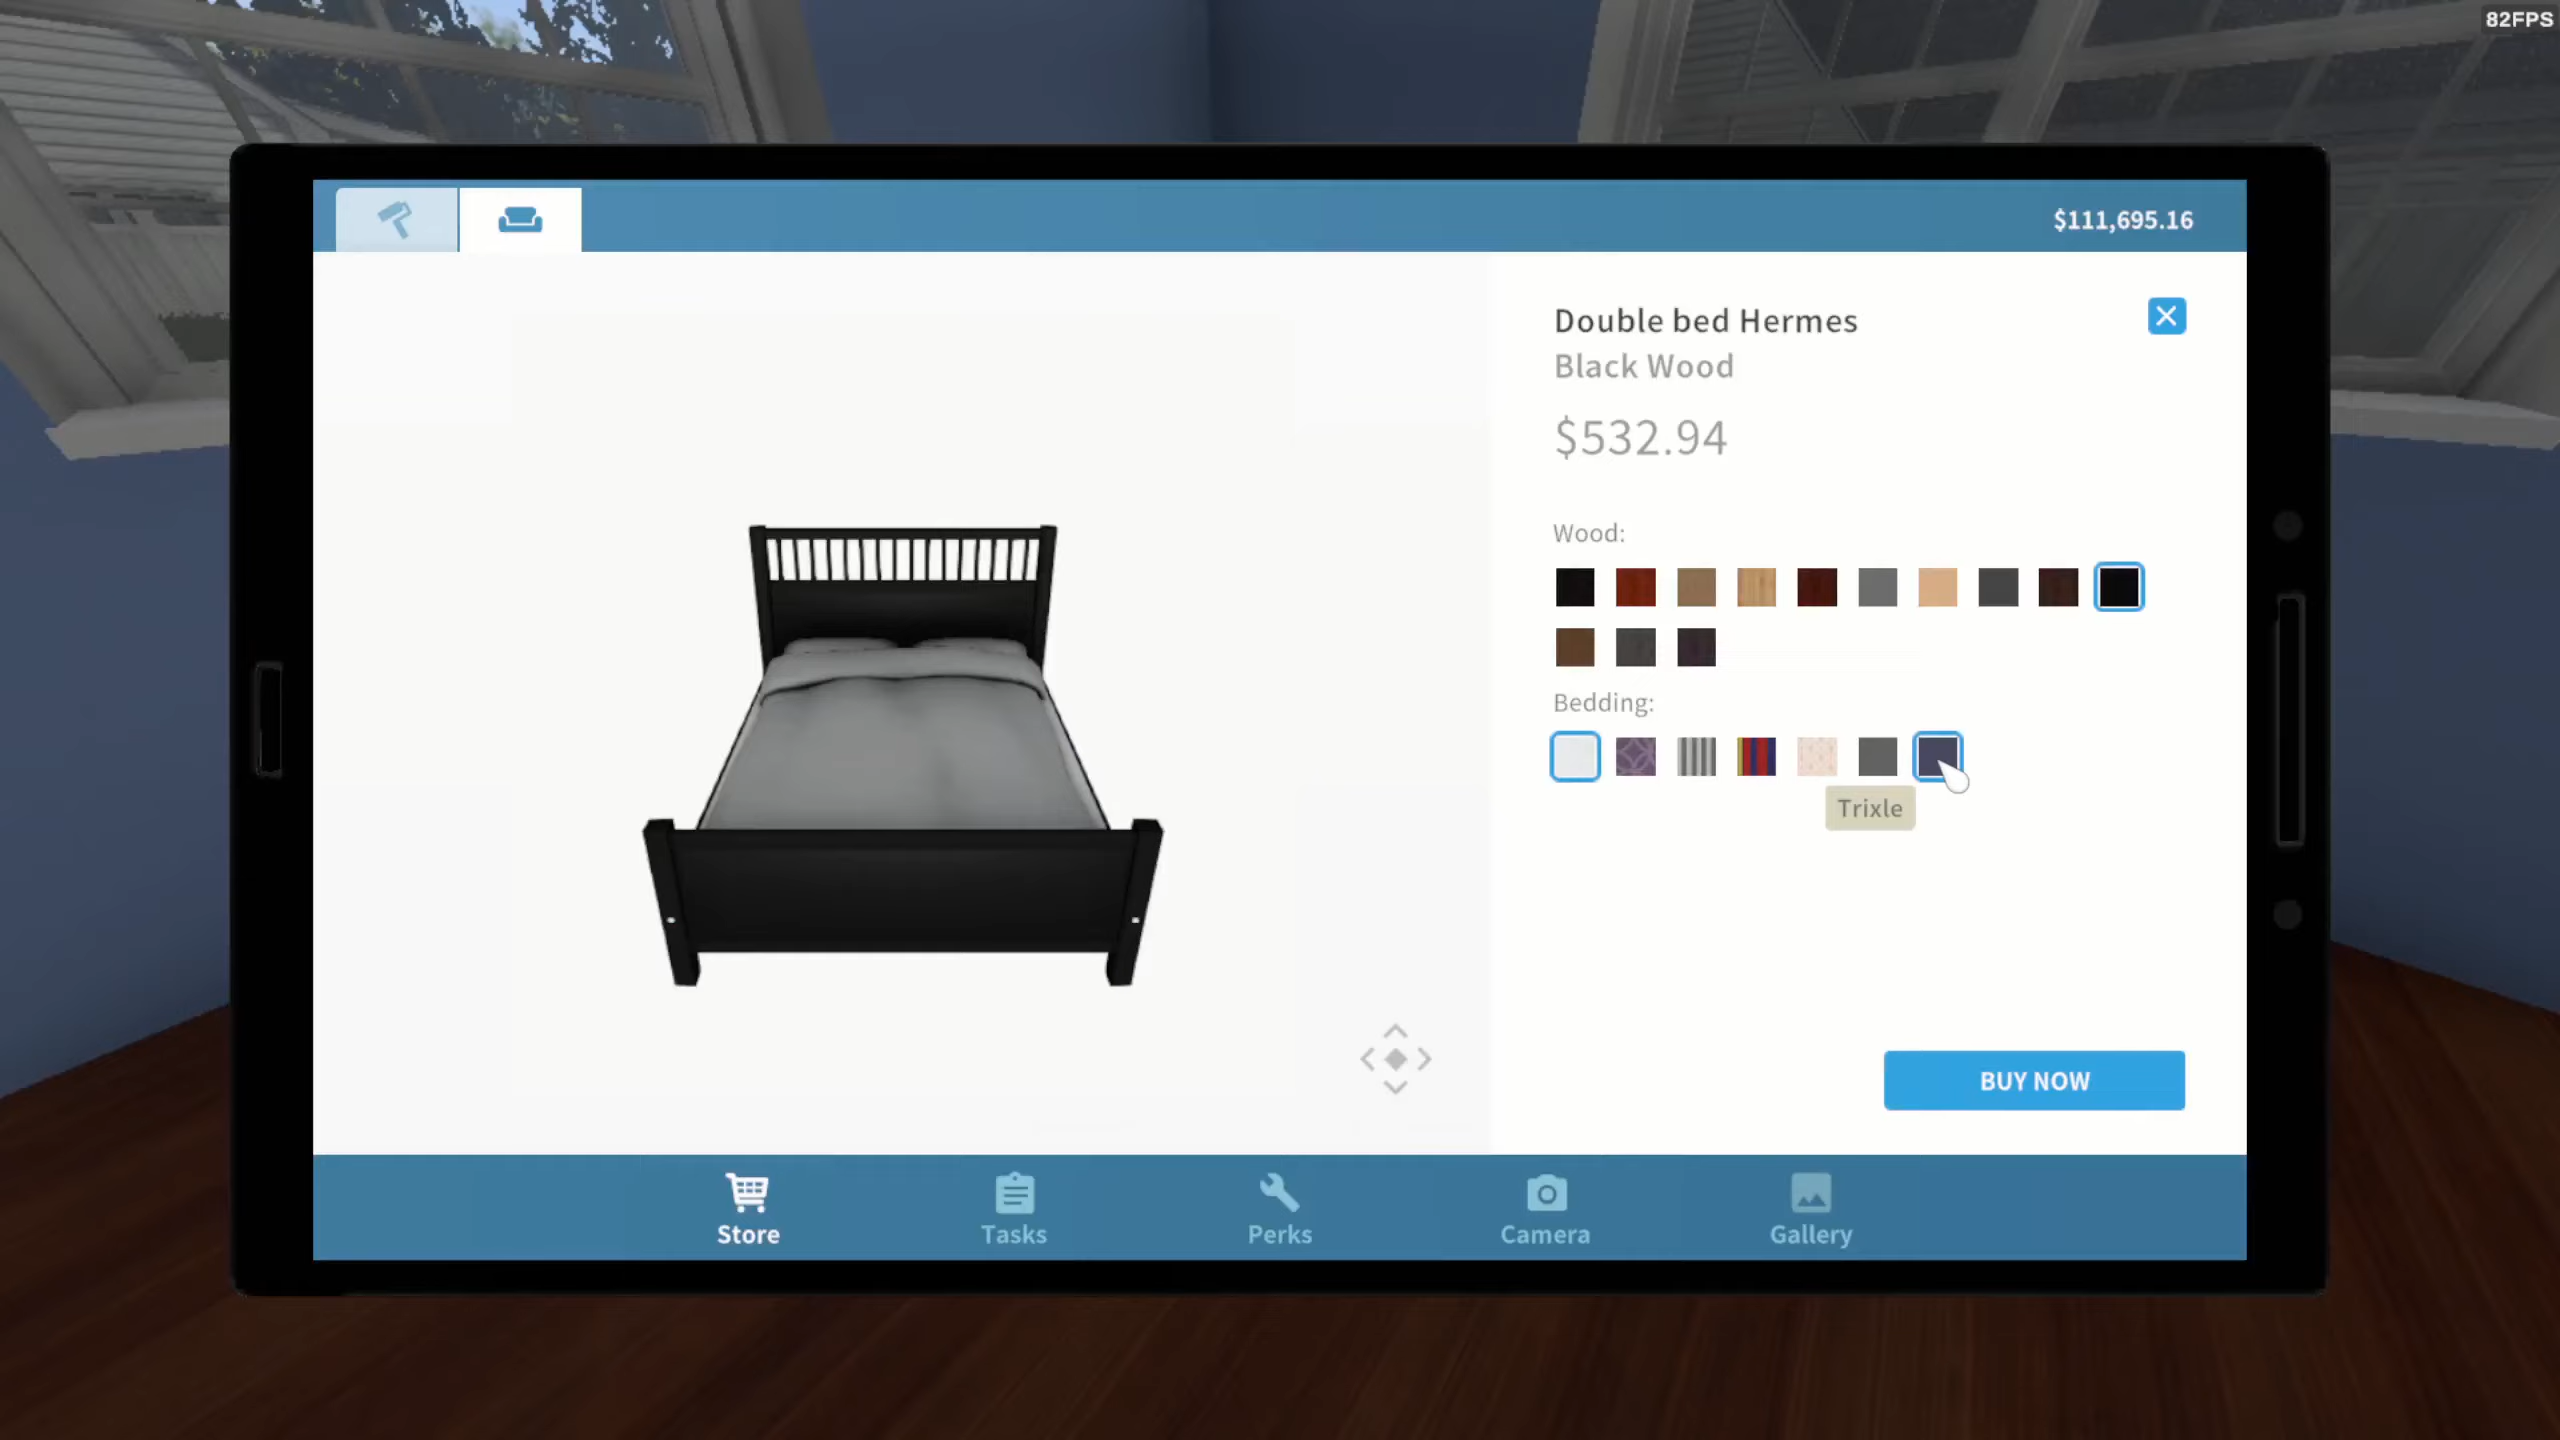 82FPS
$111,695.16
Double bed Hermes
Black Wood
$532.94
Wood:
Bedding:
Trixle
BUY NOW
Store
Tasks
Perks
Camera
Gallery